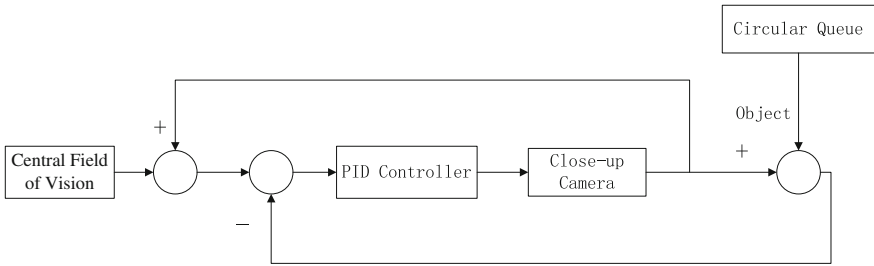 Circular Queue
Object
+
+
Central Field
of Vision
PID Controller
Close-up
Camera
−